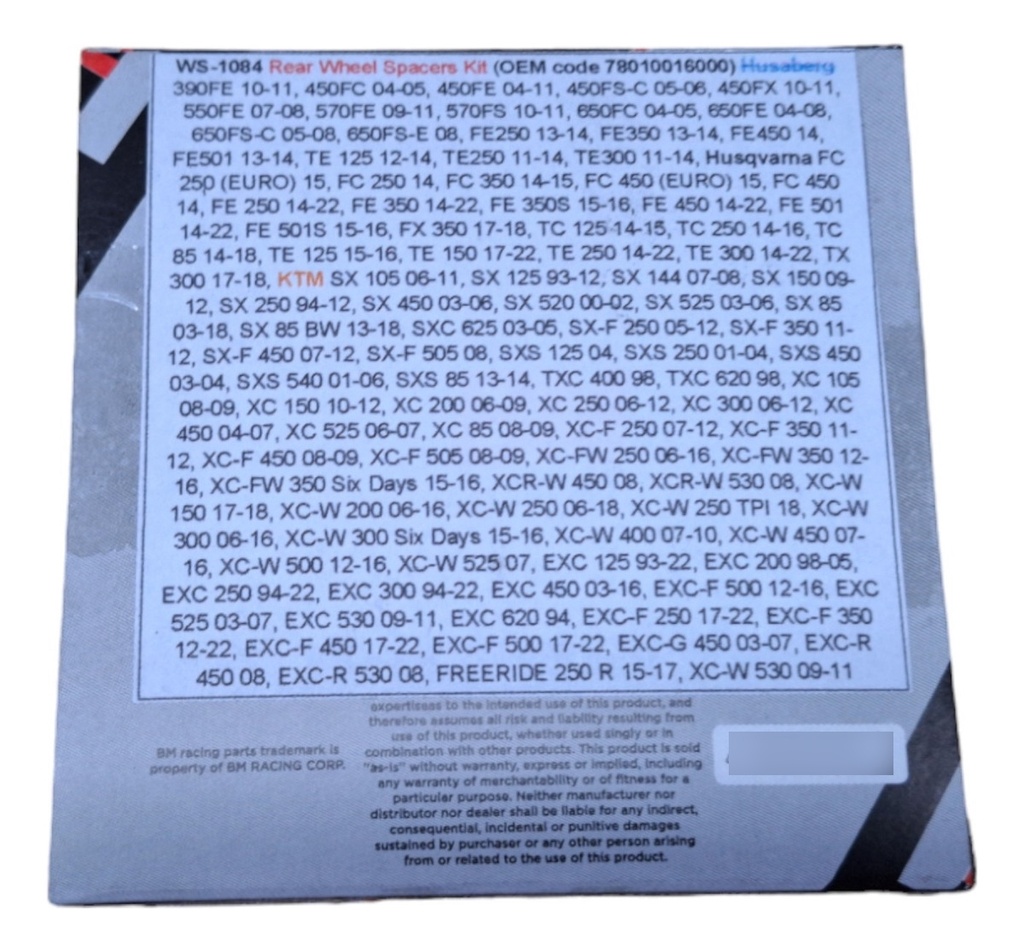 WS-1084 Rear Wheel Spacers Kit (OEM code 78010016000) Husaberg
390FE 10-11, 450FC 04-05, 450FE 04-11, 450FS-C 05-06, 450FX 10-11,
550FE 07-08, 570FE 09-11, 570FS 10-11, 650FC 04-05, 650FE 04-08,
650FS-C 05-08, 650FS-E 08, FE250 13-14, FE350 13-14, FE450 14,
FE501 13-14, TE 125 12-14, TE250 11-14, TE300 11-14, Husqvarna FC
250 (EURO) 15, FC 250 14, FC 350 14-15, FC 450 (EURO) 15, FC 450
14, FE 250 14-22, FE 350 14-22, FE 350S 15-16, FE 450 14-22, FE 501
14-22, FE 501S 15-16, FX 350 17-18, TC 125 14-15, TC 250 14-16, TC
85 14-18, TE 125 15-16, TE 150 17-22, TE 250 14-22, TE 300 14-22, TX
300 17-18, KTM SX 105 06-11, SX 125 93-12, SX 144 07-08, SX 150 09-
12, SX 250 94-12, SX 450 03-06, SX 520 00-02, SX 525 03-06, SX 85
03-18, SX 85 BW 13-18, SXC 625 03-05, SX-F 250 05-12, SX-F 350 11-
12, SX-F 450 07-12, SX-F 505 08, SXS 125 04, SXS 250 01-04, SXS 450
03-04, SXS 540 01-06, SXS 85 13-14, TXC 400 98, TXC 620 98, XC 105
08-09, XC 150 10-12, XC 200 06-09, XC 250 06-12, XC 300 06-12, XC
450 04-07, XC 525 06-07, XC 85 08-09, XC-F 250 07-12, XC-F 350 11-
12, XC-F 450 08-09, XC-F 505 08-09, XC-FW 250 06-16, XC-FW 350 12-
16, XC-FW 350 Six Days 15-16, XCR-W 450 08, XCR-W 530 08, XC-W
150 17-18, XC-W 200 06-16, XC-W 250 06-18, XC-W 250 TPI 18, XC-W
300 06-16, XC-W 300 Six Days 15-16, XC-W 400 07-10, XC-W 450 07-
16, XC-W 500 12-16, XC-W 525 07, EXC 125 93-22, EXC 200 98-05,
EXC 250 94-22, EXC 300 94-22, EXC 450 03-16, EXC-F 500 12-16, EXC
525 03-07, EXC 530 09-11, EXC 620 94, EXC-F 250 17-22, EXC-F 350
12-22, EXC-F 450 17-22, EXC-F 500 17-22, EXC-G 450 03-07, EXC-R
450 08, EXC-R 530 08, FREERIDE 250 R 15-17, XC-W 530 09-11
BM racing parts trademark is
property of BM RACING CORP.
expertises to the intended use of this product, and
therefore assumes all risk and liability resulting from
use of this product, whether used singly or in
combination with other products. This product is sold
"as-is" without warranty, express or implied, including
any warranty of merchantability or of fitness for a
particular purpose. Neither manufacturer nor
distributor nor dealer shall be liable for any indirect,
consequential, incidental or punitive damages
sustained by purchaser or any other person arising
from or related to the use of this product.